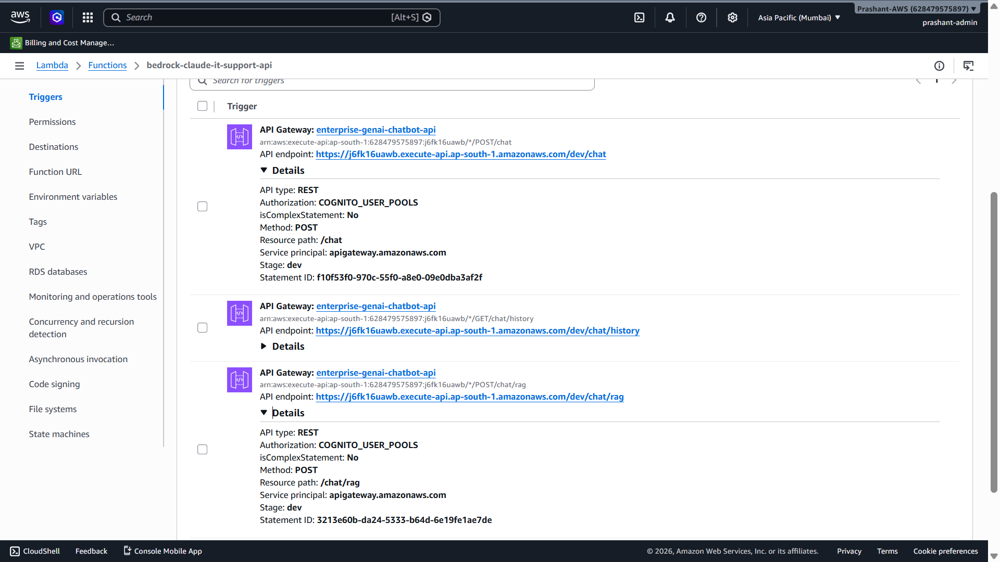 aws
Search [Alt+S]
Asia Pacific (Mumbai) ▼
Prashant-AWS (628479575897) ▼
prashant-admin
Billing and Cost Manage...
Lambda > Functions > bedrock-claude-it-support-api
Triggers
Permissions
Destinations
Function URL
Environment variables
Tags
VPC
RDS databases
Monitoring and operations tools
Concurrency and recursion
detection
Asynchronous invocation
Code signing
File systems
State machines
Search for triggers
1
Trigger
API Gateway: enterprise-genai-chatbot-api
arn:aws:execute-api:ap-south-1:628479575897:j6fk16uawb/*/POST/chat
API endpoint: https://j6fk16uawb.execute-api.ap-south-1.amazonaws.com/dev/chat
▼ Details
API type: REST
Authorization: COGNITO_USER_POOLS
isComplexStatement: No
Method: POST
Resource path: /chat
Service principal: apigateway.amazonaws.com
Stage: dev
Statement ID: f10f53f0-970c-55f0-a8e0-09e0dba3af2f
API Gateway: enterprise-genai-chatbot-api
arn:aws:execute-api:ap-south-1:628479575897:j6fk16uawb/*/GET/chat/history
API endpoint: https://j6fk16uawb.execute-api.ap-south-1.amazonaws.com/dev/chat/history
▶ Details
API Gateway: enterprise-genai-chatbot-api
arn:aws:execute-api:ap-south-1:628479575897:j6fk16uawb/*/POST/chat/rag
API endpoint: https://j6fk16uawb.execute-api.ap-south-1.amazonaws.com/dev/chat/rag
▼ Details
API type: REST
Authorization: COGNITO_USER_POOLS
isComplexStatement: No
Method: POST
Resource path: /chat/rag
Service principal: apigateway.amazonaws.com
Stage: dev
Statement ID: 3213e60b-da24-5333-b64d-6e19fe1ae7de
CloudShell Feedback Console Mobile App
© 2026, Amazon Web Services, Inc. or its affiliates. Privacy Terms Cookie preferences